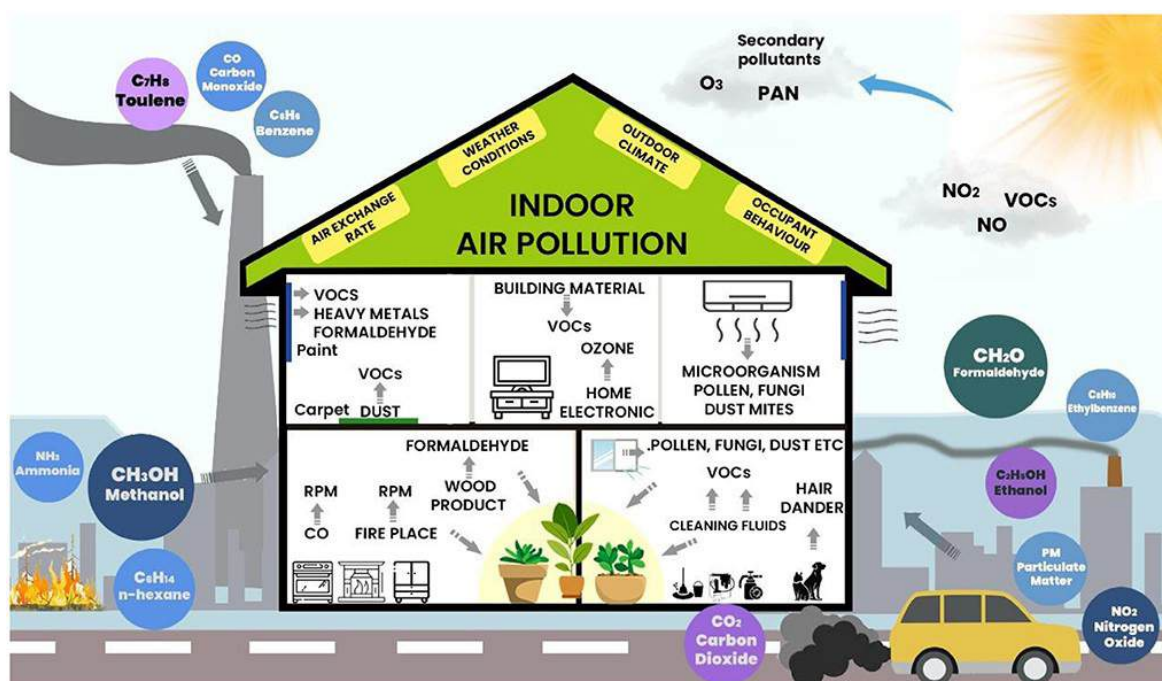 C₇H₈
Toulene
CO
Carbon
Monoxide
C₆H₆
Benzene
Secondary
pollutants
O₃
PAN
NO₂
VOCs
NO
WEATHER
CONDITIONS
OUTDOOR
CLIMATE
AIR EXCHANGE
RATE
OCCUPANT
BEHAVIOUR
INDOOR
AIR POLLUTION
VOCS
HEAVY METALS
FORMALDEHYDE
Paint
VOCs
Carpet DUST
BUILDING MATERIAL
VOCs
OZONE
HOME
ELECTRONIC
MICROORGANISM
POLLEN, FUNGI
DUST MITES
FORMALDEHYDE
RPM
RPM
WOOD
PRODUCT
CO
FIRE PLACE
.POLLEN, FUNGI, DUST ETC
VOCs
HAIR
DANDER
CLEANING FLUIDS
NH₃
Ammonia
CH₃OH
Methanol
C₆H₁₄
n-hexane
CH₂O
Formaldehyde
C₈H₁₀
Ethylbenzene
C₂H₅OH
Ethanol
PM
Particulate
Matter
CO₂
Carbon
Dioxide
NO₂
Nitrogen
Oxide